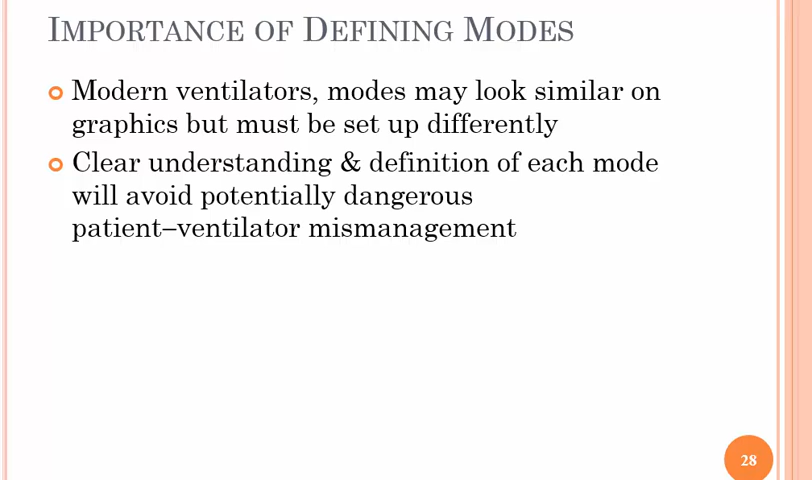 Importance of Defining Modes
Modern ventilators, modes may look similar on
graphics but must be set up differently
Clear understanding & definition of each mode
will avoid potentially dangerous
patient–ventilator mismanagement
28